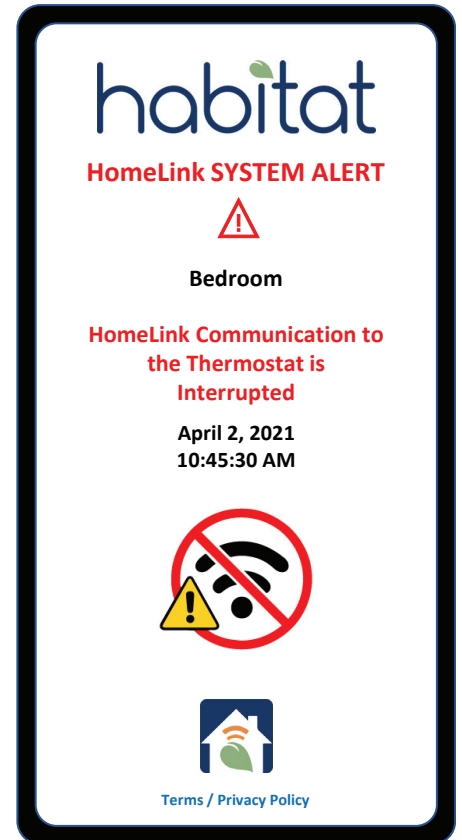 habitat
HomeLink SYSTEM ALERT
Bedroom
HomeLink Communication to
the Thermostat is
Interrupted
April 2, 2021
10:45:30 AM
Terms / Privacy Policy